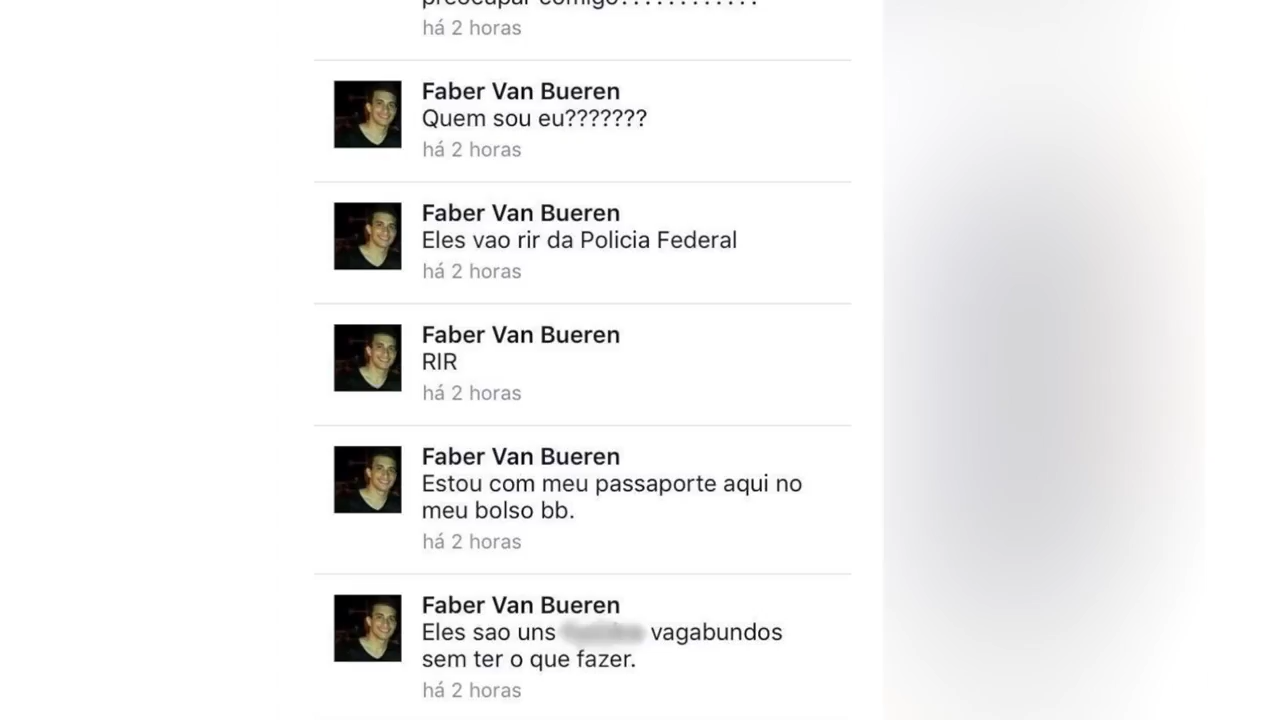 preocupar comigo????????????
há 2 horas
Faber Van Bueren
Quem sou eu???????
há 2 horas
Faber Van Bueren
Eles vao rir da Policia Federal
há 2 horas
Faber Van Bueren
RIR
há 2 horas
Faber Van Bueren
Estou com meu passaporte aqui no
meu bolso bb.
há 2 horas
Faber Van Bueren
Eles sao uns vagabundos
sem ter o que fazer.
há 2 horas